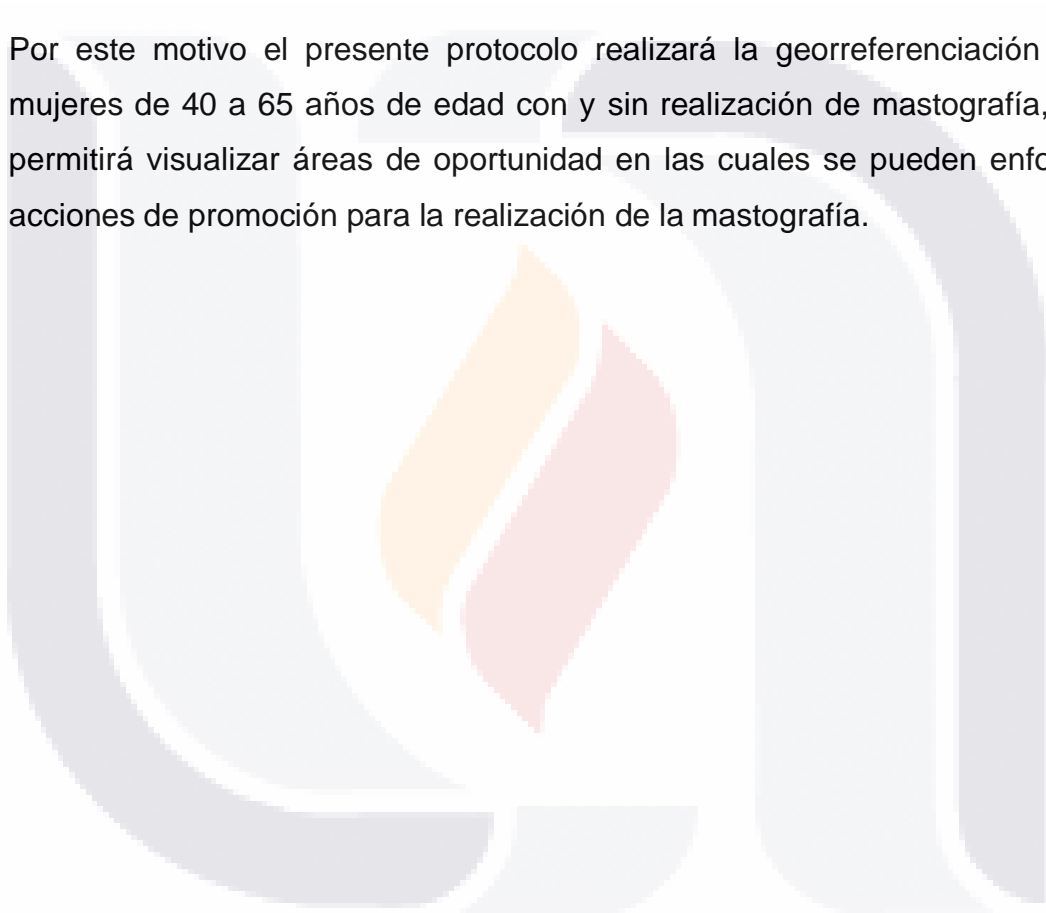 Por este motivo el presente protocolo realizará la georreferenciación
mujeres de 40 a 65 años de edad con y sin realización de mastografía,
permitirá visualizar áreas de oportunidad en las cuales se pueden
acciones de promoción para la realización de la mastografía.